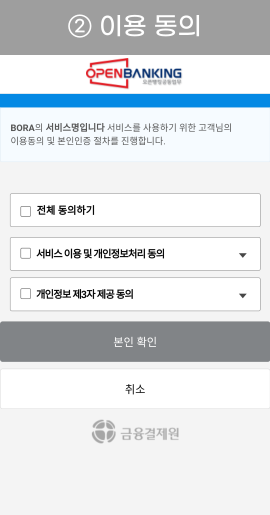 ② 이용 동의
OPENBANKING
오픈뱅킹공동업무
BORA의 서비스명입니다 서비스를 사용하기 위한 고객님의
이용동의 및 본인인증 절차를 진행합니다.
전체 동의하기
서비스 이용 및 개인정보처리 동의
개인정보 제3자 제공 동의
본인 확인
취소
금융결제원